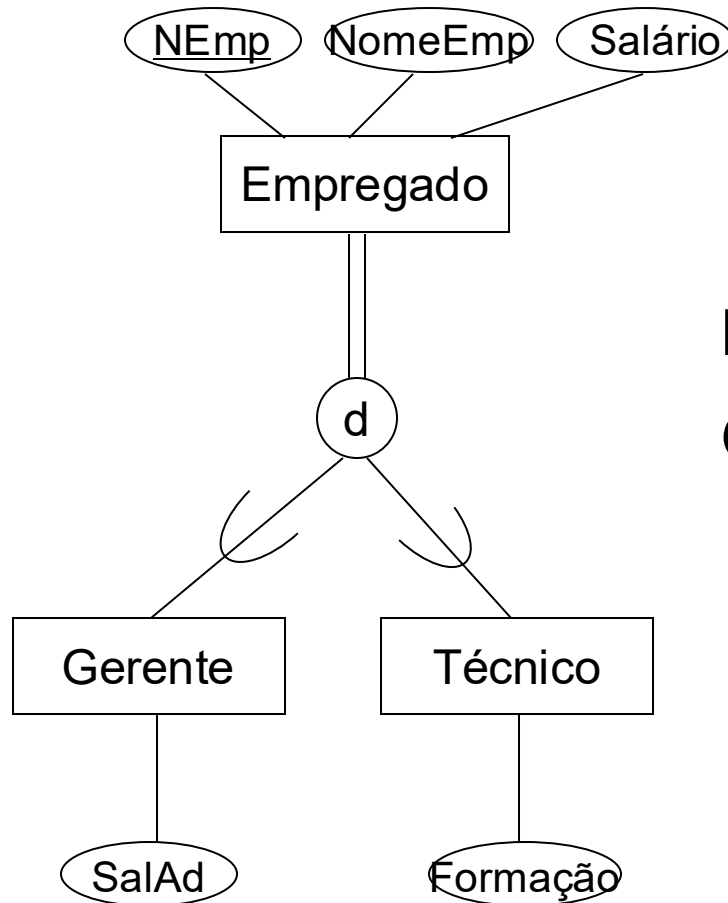 NEmp NomeEmp Salário
Empregado
d
Gerente Técnico
SalAd Formação